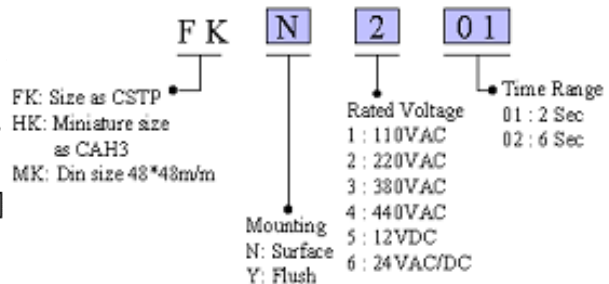 FK N 2 01
FK: Size as CSTP
HK: Miniature size
as CAH3
MK: Din size 48*48m/m
Mounting
N: Surface
Y: Flush
Rated Voltage
1 : 110VAC
2 : 220VAC
3 : 380VAC
4 : 440VAC
5 : 12VDC
6 : 24VAC/DC
Time Range
01 : 2 Sec
02 : 6 Sec